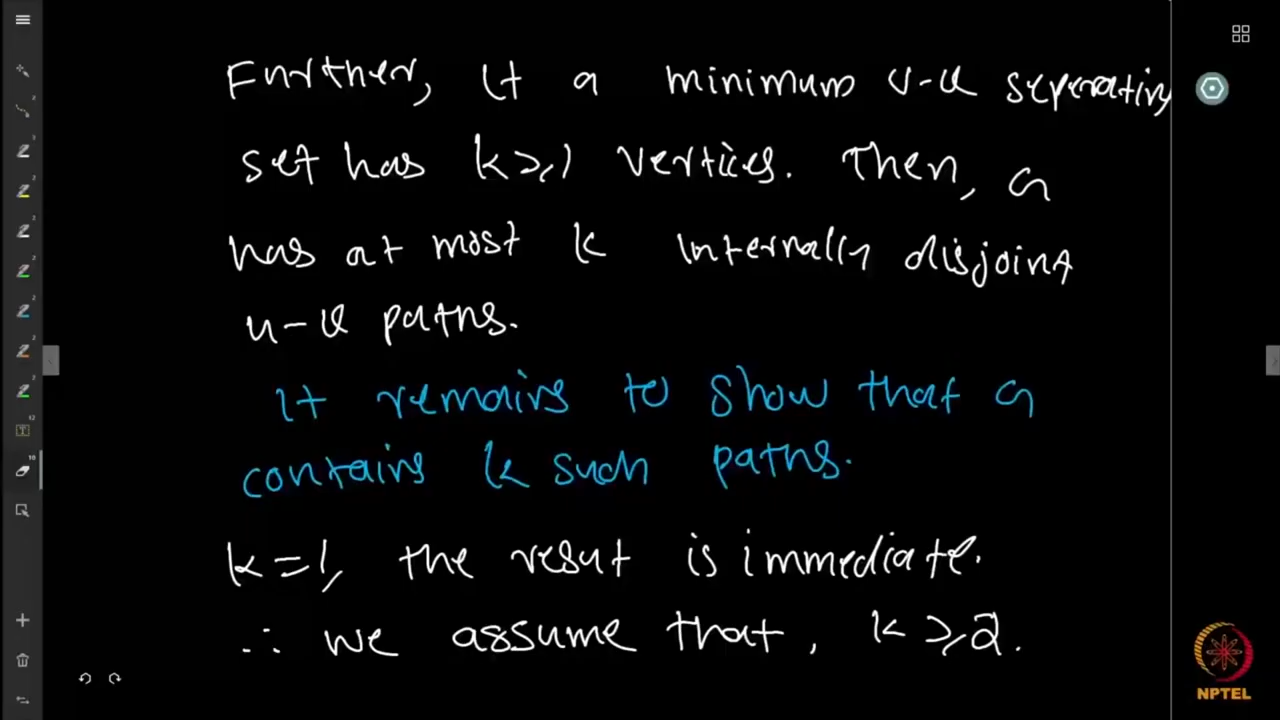 Further, if a minimum u-v seperating
set has k≥1 vertices. Then, G
has at most k internally disjoint
u-v paths.
It remains to show that G
contains k such paths.
k=1, the result is immediate.
∴ we assume that, k≥2.
NPTEL